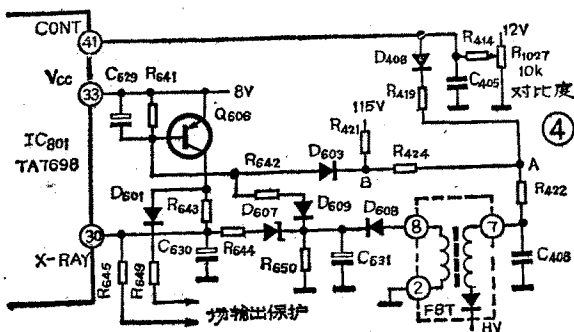 CONT
41
12V
R414
R1027
10k
对比度
D408
C405
VCC
33
C629
R641
8V
Q606
R419
115V
R421
④
IC801
TA7698
R642
D603
B
R424
A
D601
R643
D607
D609
D608
8
7
R422
30
X-RAY
C630
R644
R650
C631
2
FBT
C408
R645
R649
场输出保护
HV